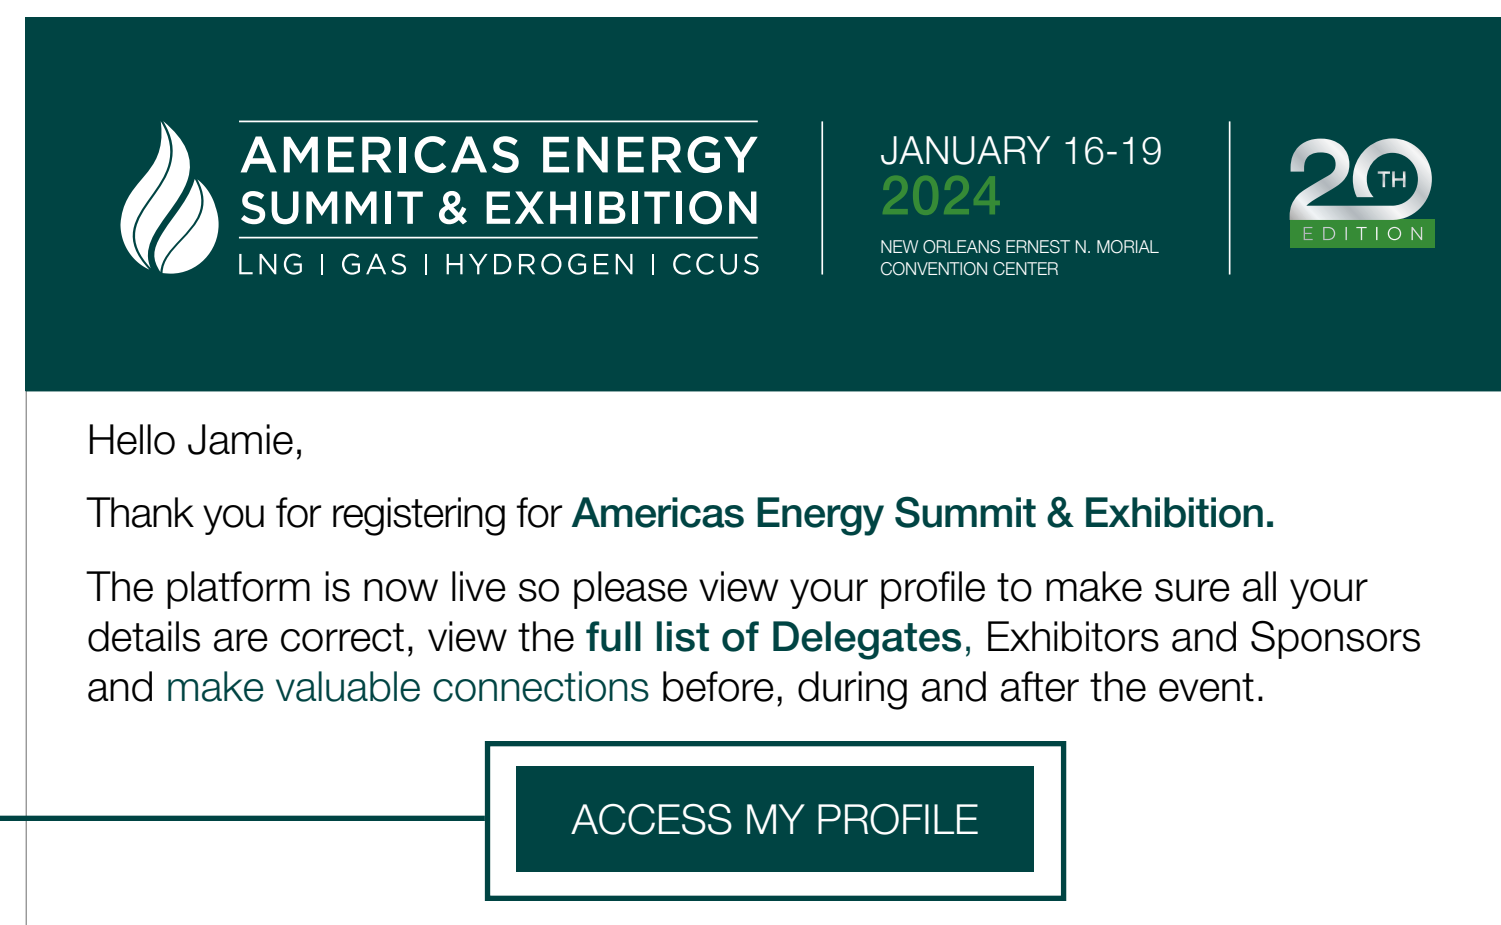 AMERICAS ENERGY
SUMMIT & EXHIBITION
LNG | GAS | HYDROGEN | CCUS
JANUARY 16-19
2024
NEW ORLEANS ERNEST N. MORIAL
CONVENTION CENTER
20TH
EDITION
Hello Jamie,
Thank you for registering for Americas Energy Summit & Exhibition.
The platform is now live so please view your profile to make sure all your
details are correct, view the full list of Delegates, Exhibitors and Sponsors
and make valuable connections before, during and after the event.
ACCESS MY PROFILE